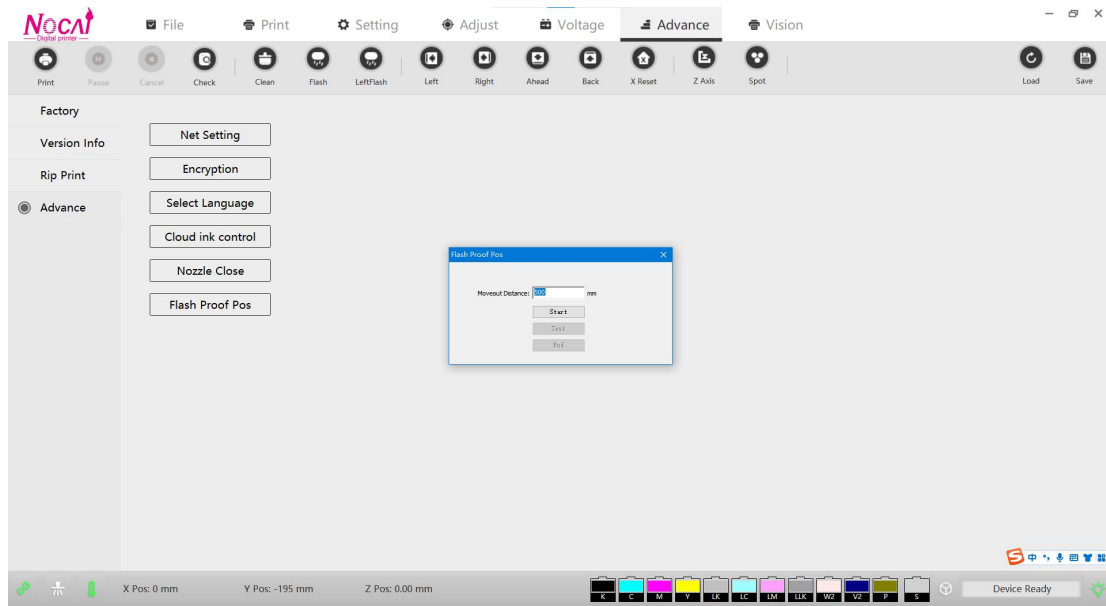 NOCAI
Digital printer
File Print Setting Adjust Voltage Advance Vision
Print Pause Cancel Check Clean Flash LeftFlash Left Right Ahead Back X Reset Z Axis Spot Load Save
Factory
Version Info
Rip Print
Advance
Net Setting
Encryption
Select Language
Cloud ink control
Nozzle Close
Flash Proof Pos
Flash Proof Pos
Moveout Distance: 500 mm
Start
Test
End
中
X Pos: 0 mm Y Pos: -195 mm Z Pos: 0.00 mm
K C M Y LK LC LM LLK W2 V2 P S
Device Ready